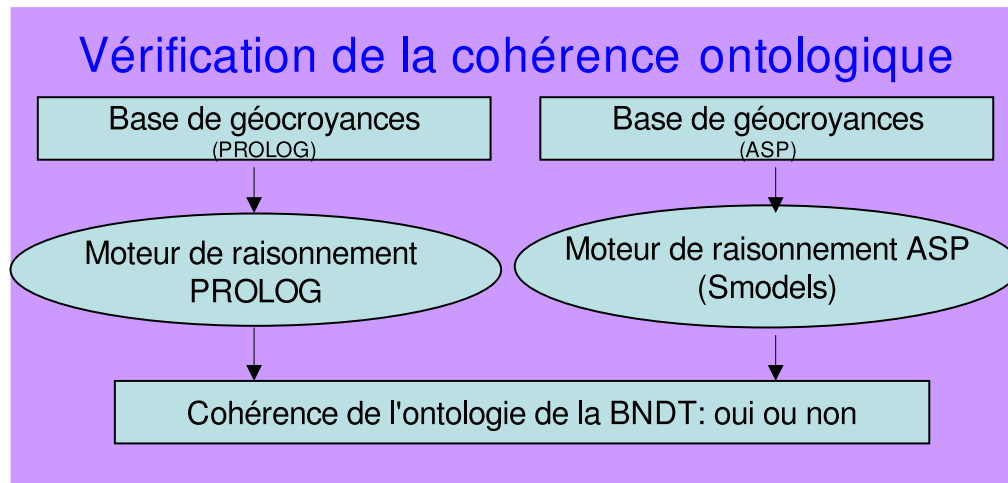 Vérification de la cohérence ontologique
Base de géocroyances
(PROLOG)
Base de géocroyances
(ASP)
Moteur de raisonnement
PROLOG
Moteur de raisonnement ASP
(Smodels)
Cohérence de l'ontologie de la BNDT: oui ou non